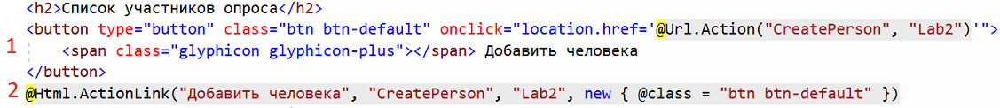 <h2>Список участников опроса</h2>
<button type="button" class="btn btn-default" onclick="location.href='@Url.Action("CreatePerson", "Lab2")'">
1 <span class="glyphicon glyphicon-plus"></span> Добавить человека
</button>
2 @Html.ActionLink("Добавить человека", "CreatePerson", "Lab2", new { @class = "btn btn-default" })